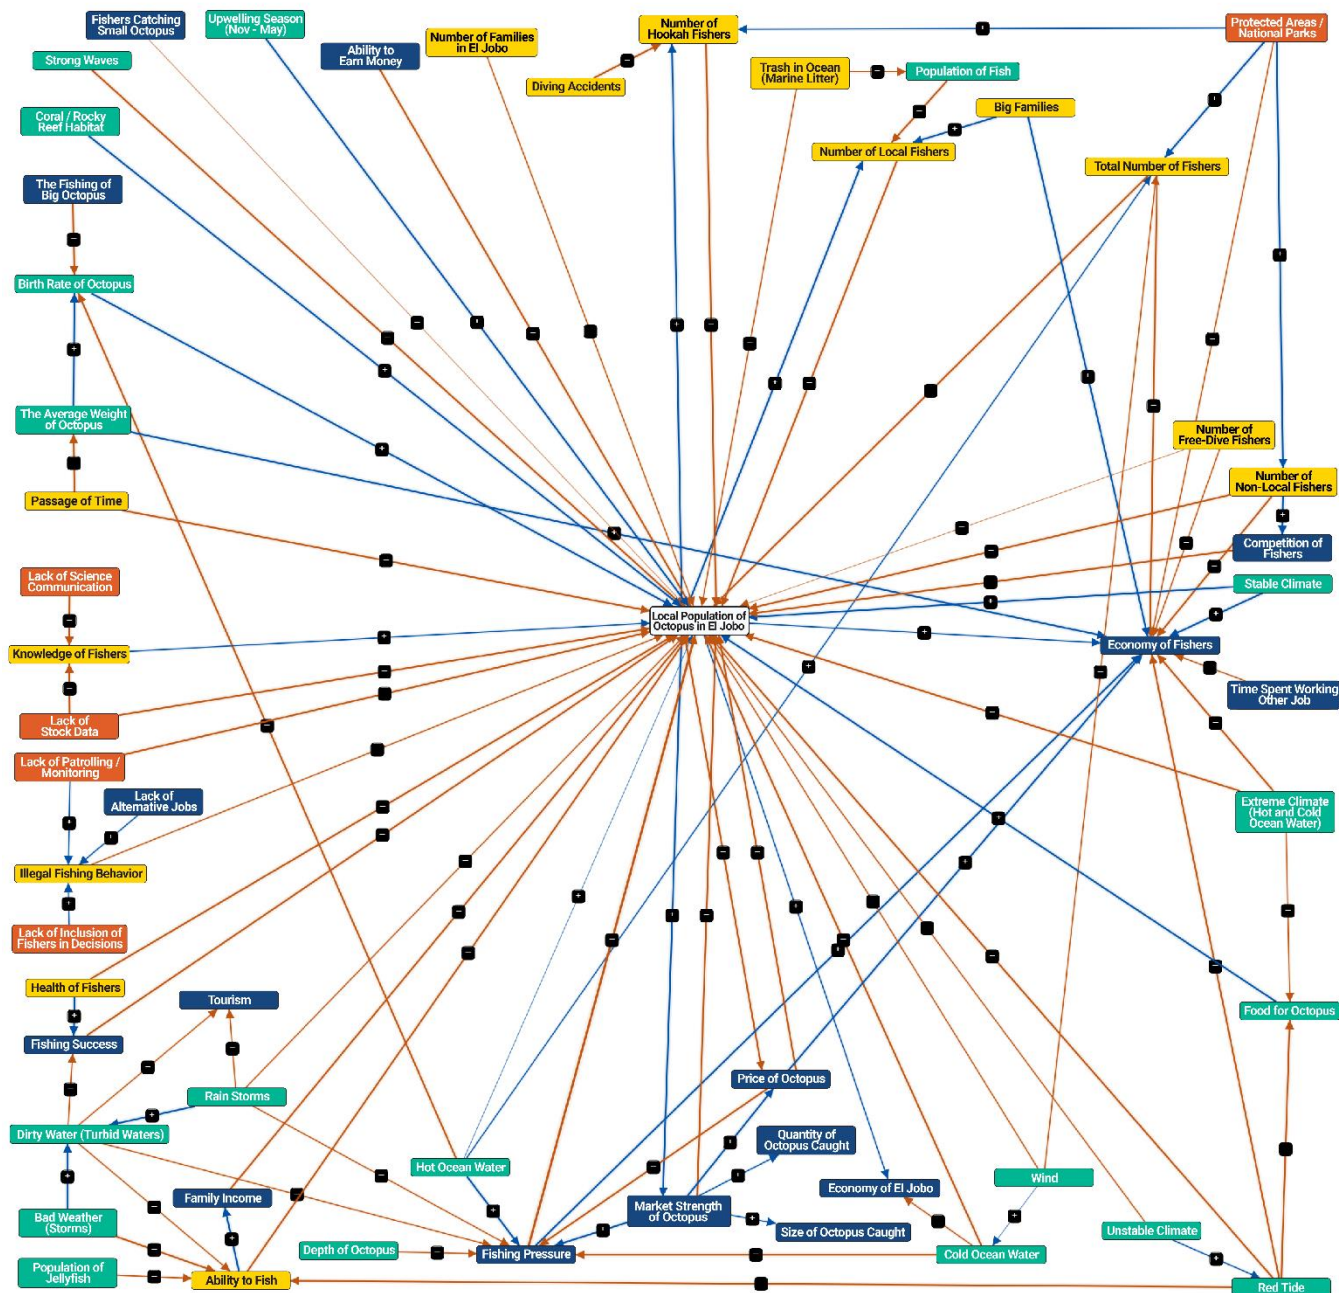 Fishers Catching
Small Octopus
Upwelling Season
(Nov - May)
Ability to
Earn Money
Number of Families
in El Jobo
Number of
Hookah Fishers
Protected Areas /
National Parks
Strong Waves
Diving Accidents
Trash in Ocean
(Marine Litter)
Population of Fish
Big Families
Coral / Rocky
Reef Habitat
Number of Local Fishers
Total Number of Fishers
The Fishing of
Big Octopus
Birth Rate of Octopus
The Average Weight
of Octopus
Number of
Free-Dive Fishers
Passage of Time
Number of
Non-Local Fishers
Competition of
Fishers
Lack of Science
Communication
Stable Climate
Local Population of
Octopus in El Jobo
Knowledge of Fishers
Economy of Fishers
Time Spent Working
Other Job
Lack of
Stock Data
Lack of Patrolling /
Monitoring
Lack of
Alternative Jobs
Extreme Climate
(Hot and Cold
Ocean Water)
Illegal Fishing Behavior
Lack of Inclusion of
Fishers in Decisions
Health of Fishers
Tourism
Food for Octopus
Fishing Success
Price of Octopus
Rain Storms
Dirty Water (Turbid Waters)
Quantity of
Octopus Caught
Hot Ocean Water
Wind
Economy of El Jobo
Family Income
Market Strength
of Octopus
Bad Weather
(Storms)
Size of Octopus Caught
Unstable Climate
Depth of Octopus
Fishing Pressure
Cold Ocean Water
Population of
Jellyfish
Ability to Fish
Red Tide